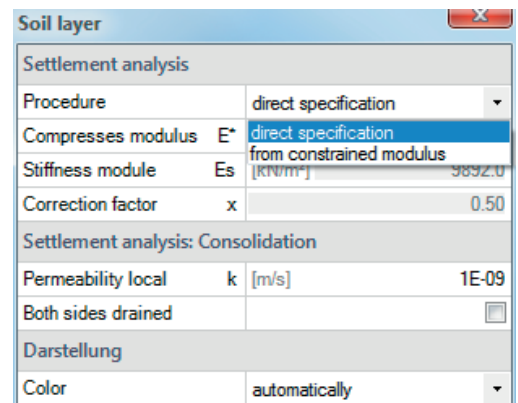 Soil layer
Settlement analysis
Procedure direct specification
Compresses modulus E* direct specification
from constrained modulus
Stiffness module Es [kN/m²] 9892.0
Correction factor x 0.50
Settlement analysis: Consolidation
Permeability local k [m/s] 1E-09
Both sides drained
Darstellung
Color automatically